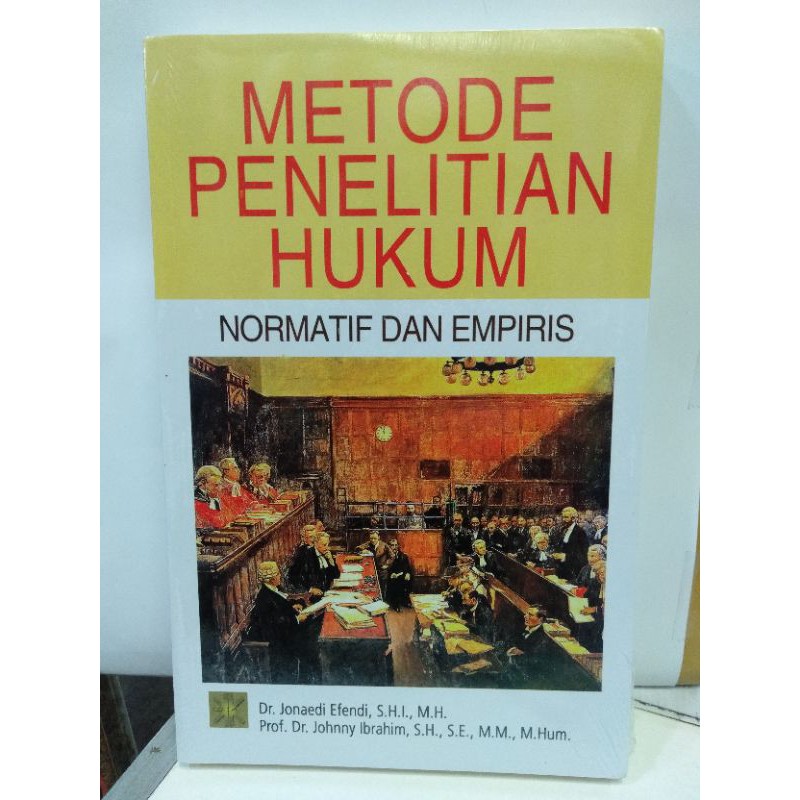 METODE
PENELITIAN
HUKUM
NORMATIF DAN EMPIRIS
Dr. Jonaedi Efendi, S.H.I., M.H.
Prof. Dr. Johnny Ibrahim, S.H., S.E., M.M., M.Hum.